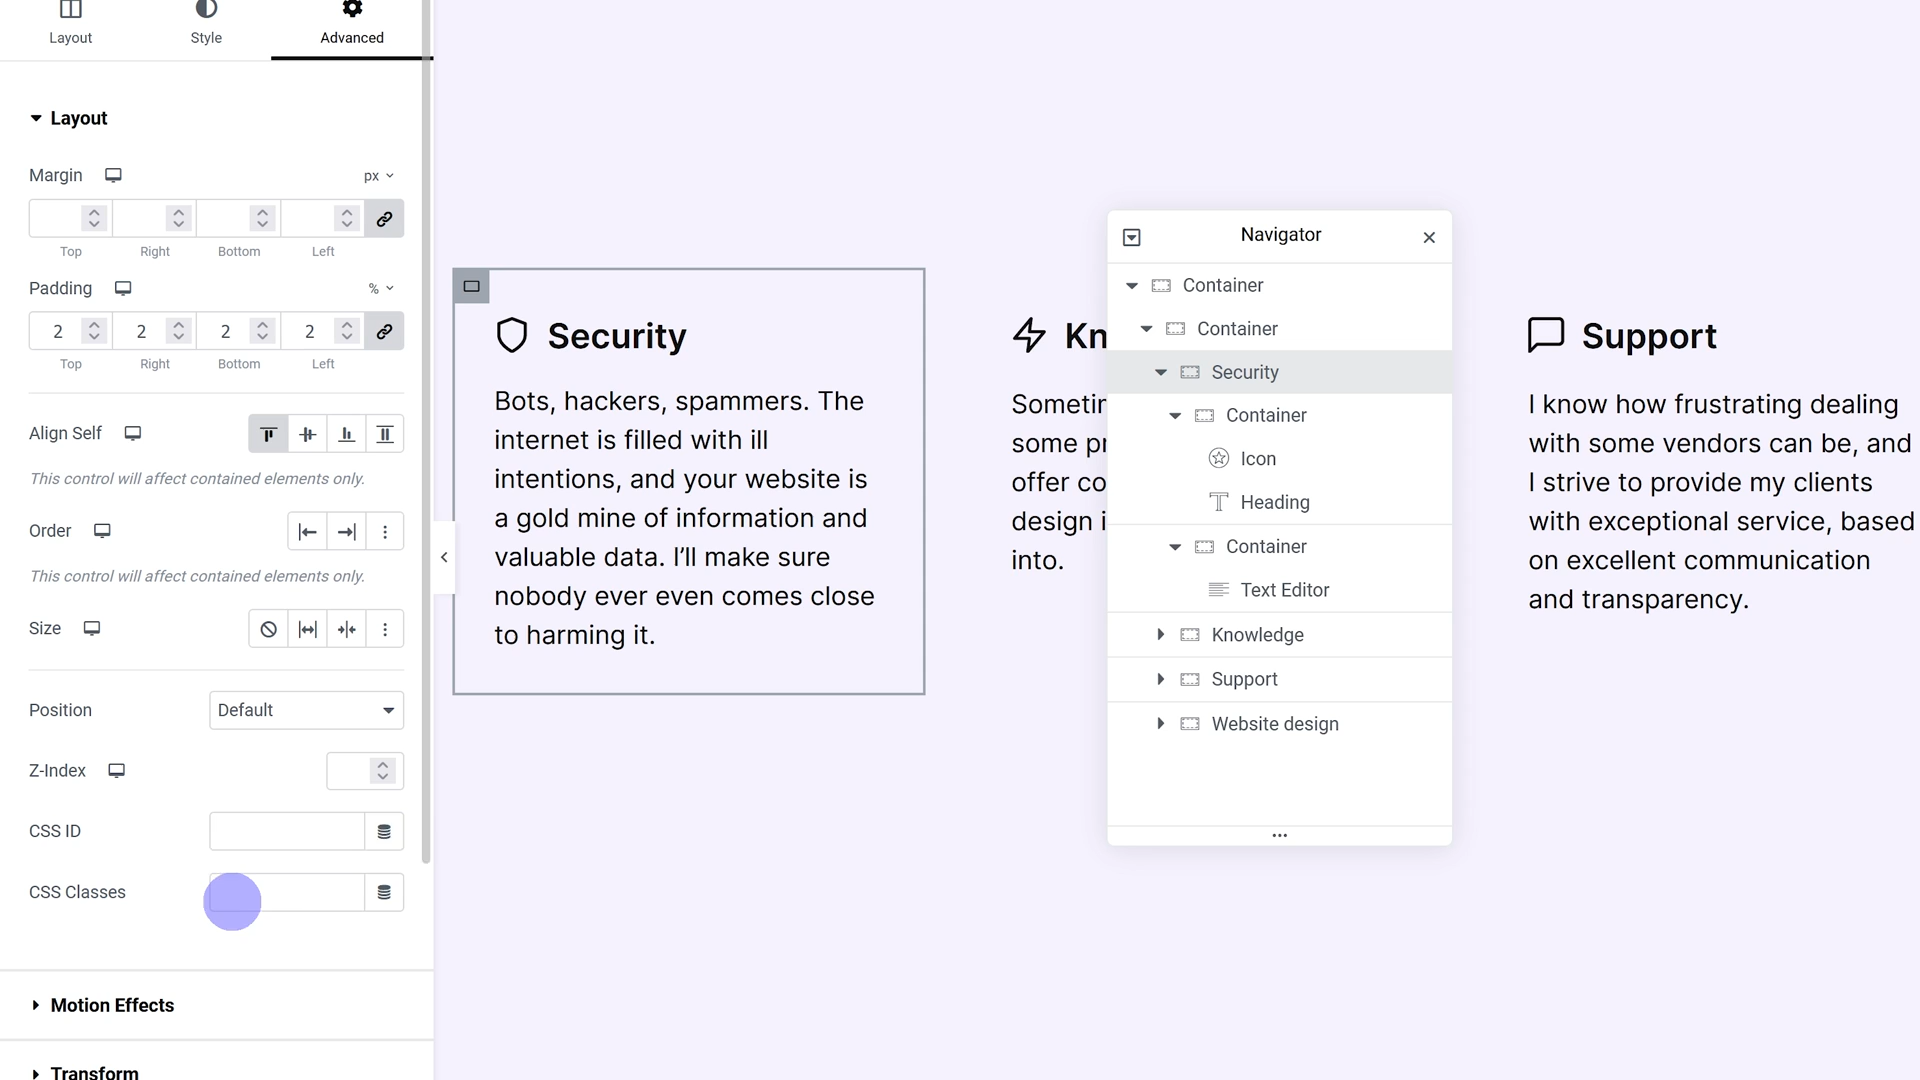 Layout
Style
Advanced
Layout
Margin
px
Top
Right
Bottom
Left
Padding
%
2
2
2
2
Top
Right
Bottom
Left
Align Self
This control will affect contained elements only.
Order
This control will affect contained elements only.
Size
Position
Default
Z-Index
CSS ID
CSS Classes
Motion Effects
Transform
Security
Bots, hackers, spammers. The
internet is filled with ill
intentions, and your website is
a gold mine of information and
valuable data. I’ll make sure
nobody ever even comes close
to harming it.
Kn
Sometin
some pr
offer co
design i
into.
Navigator
Container
Container
Security
Container
Icon
Heading
Container
Text Editor
Knowledge
Support
Website design
Support
I know how frustrating dealing
with some vendors can be, and
I strive to provide my clients
with exceptional service, based
on excellent communication
and transparency.